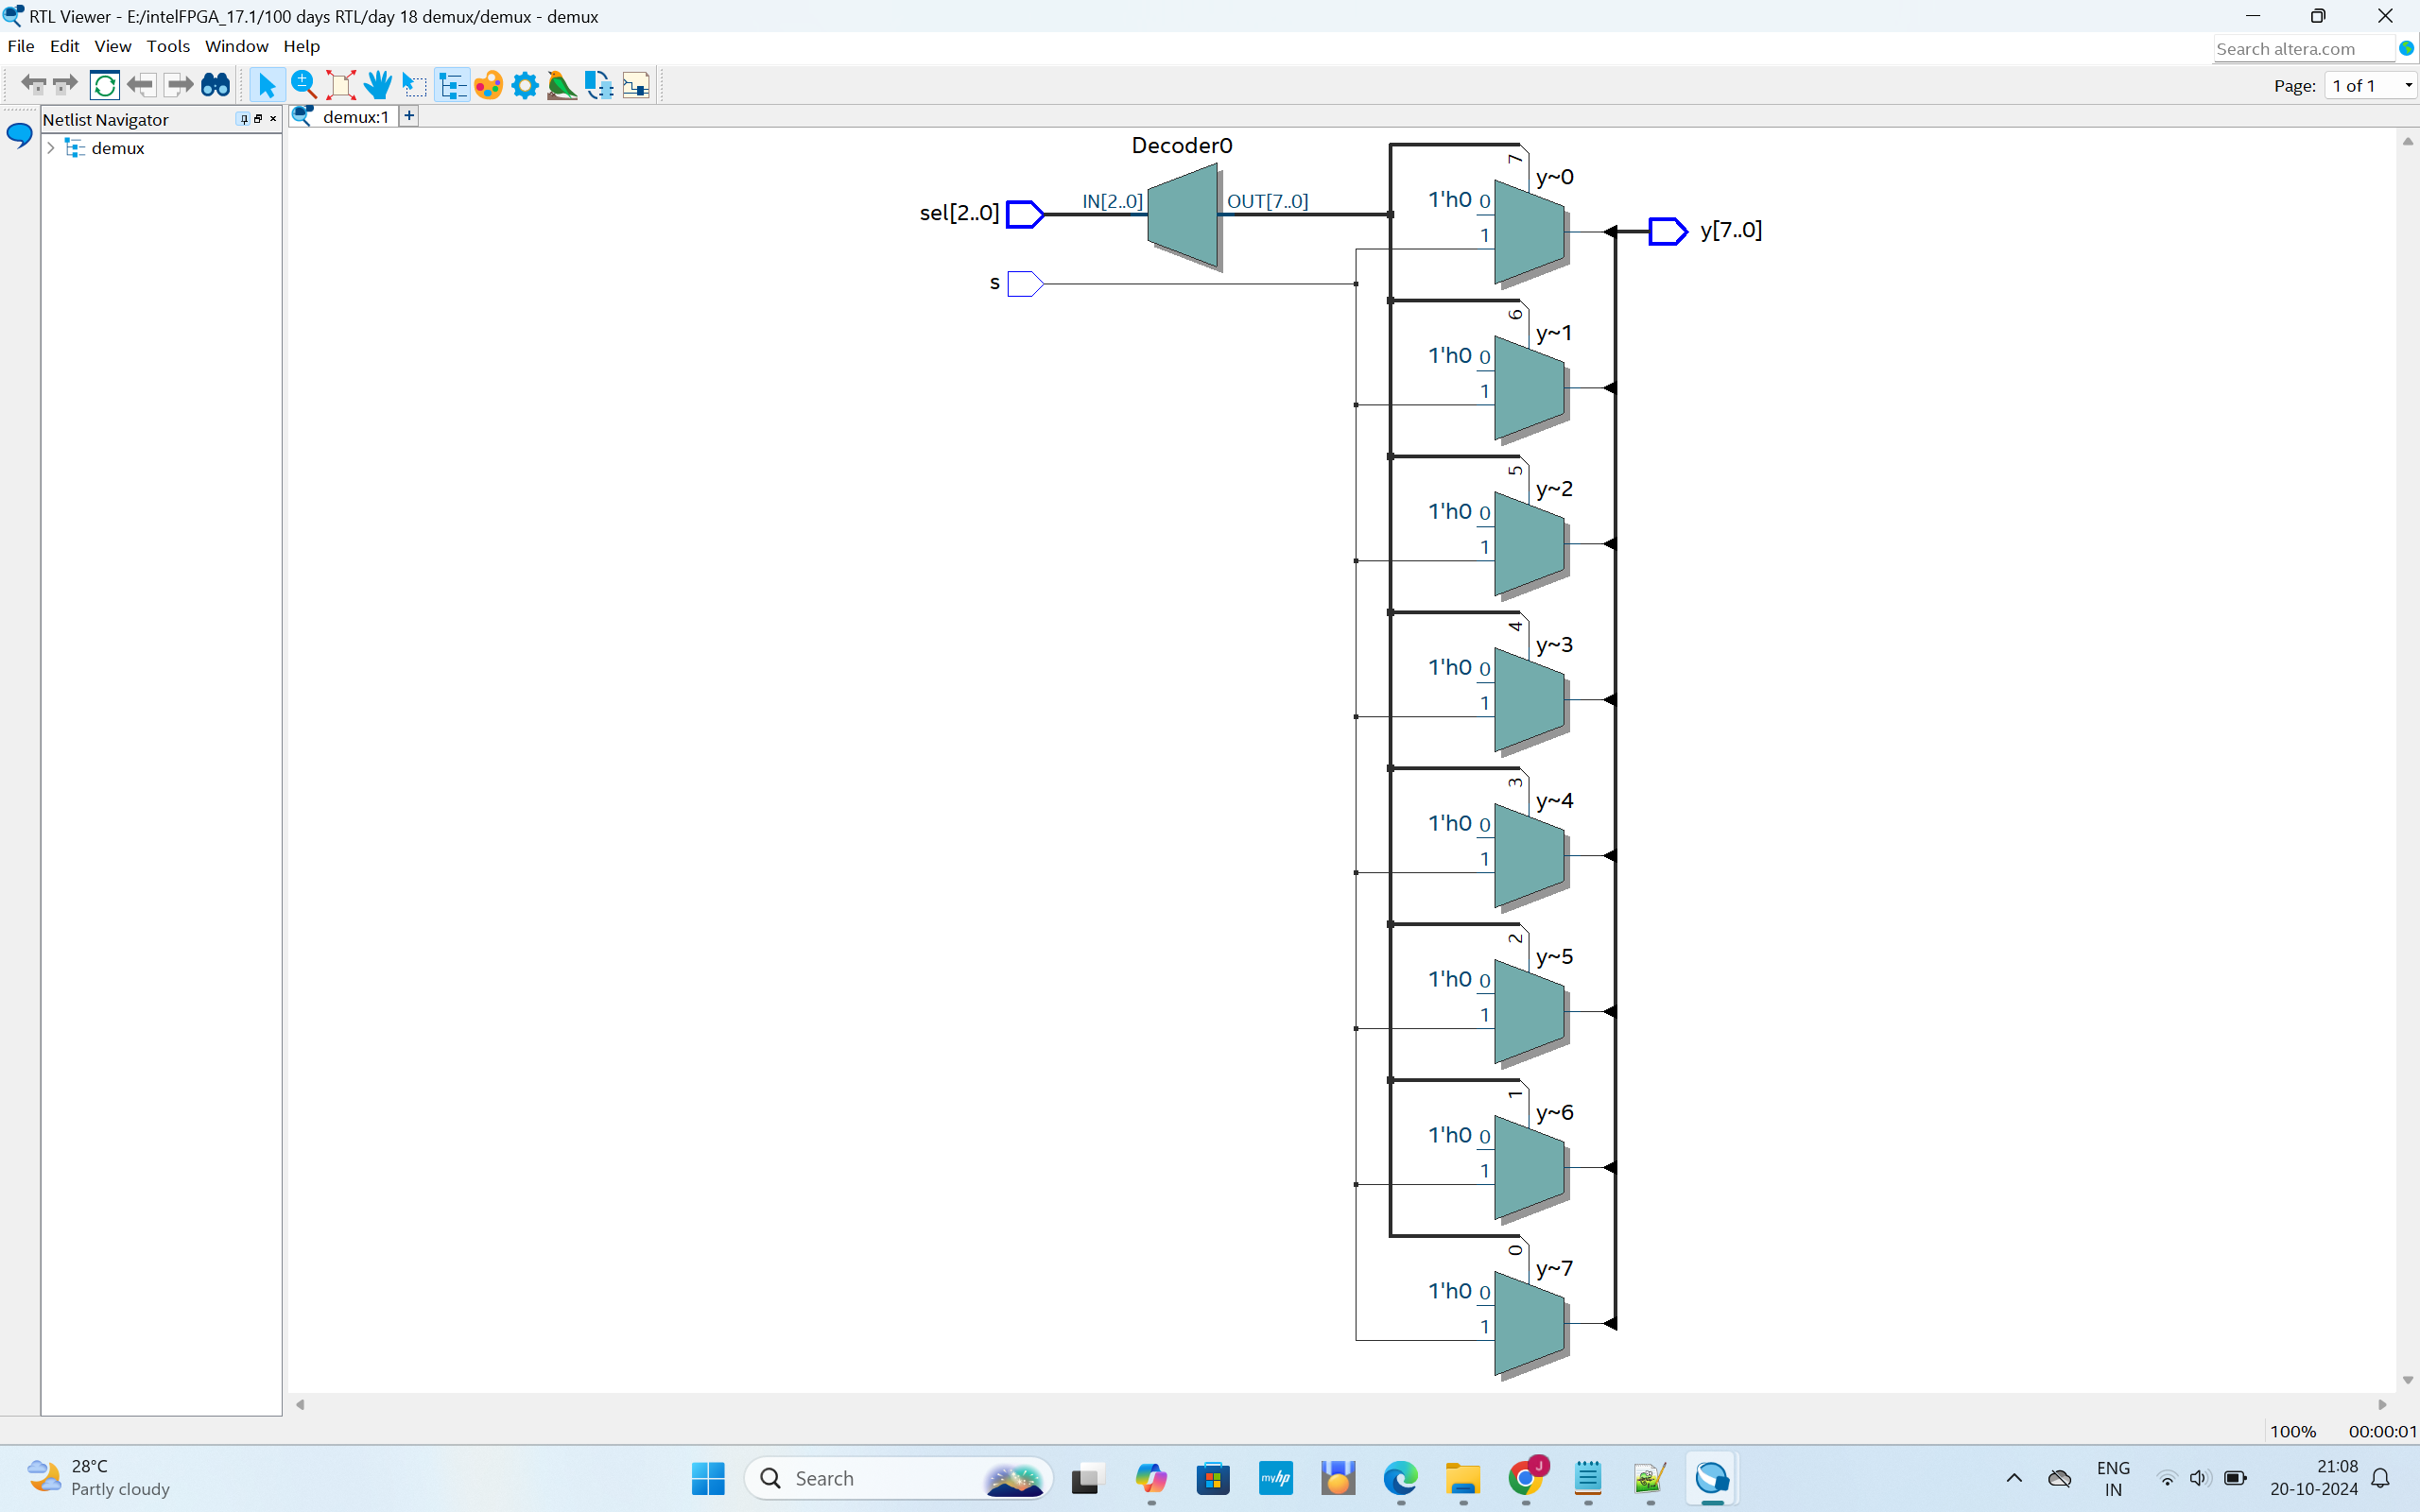 RTL Viewer - E:/intelFPGA_17.1/100 days RTL/day 18 demux/demux - demux
File Edit View Tools Window Help
Search altera.com
Page: 1 of 1
Netlist Navigator
demux:1
demux
Decoder0
sel[2..0]
IN[2..0]
OUT[7..0]
s
7
y~0
1'h0 0
1
y[7..0]
6
y~1
1'h0 0
1
5
y~2
1'h0 0
1
4
y~3
1'h0 0
1
3
y~4
1'h0 0
1
2
y~5
1'h0 0
1
1
y~6
1'h0 0
1
0
y~7
1'h0 0
1
100% 00:00:01
28°C
Partly cloudy
Search
myhp
J
ENG
IN
21:08
20-10-2024